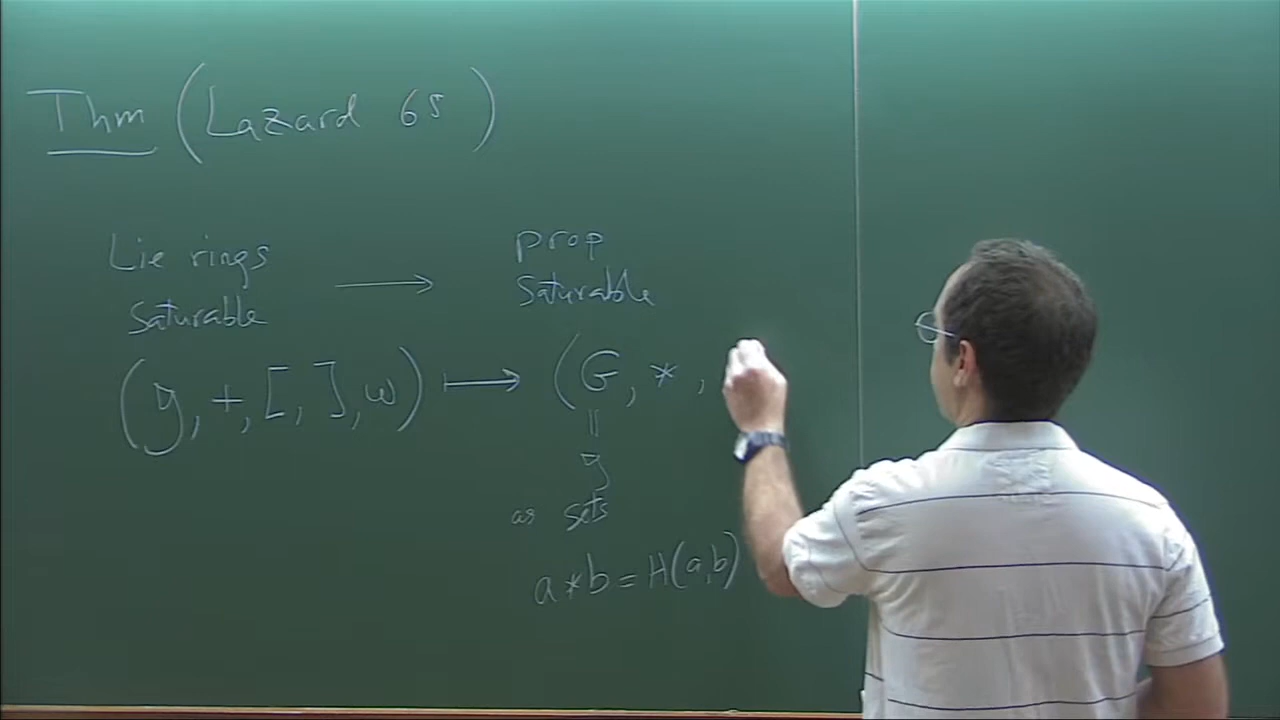 Thm (Lazard 65)
Lie rings saturable → prop saturable
(g, +, [, ], ω) ↦ (G, *,
=
g
as sets
a*b = H(a,b)